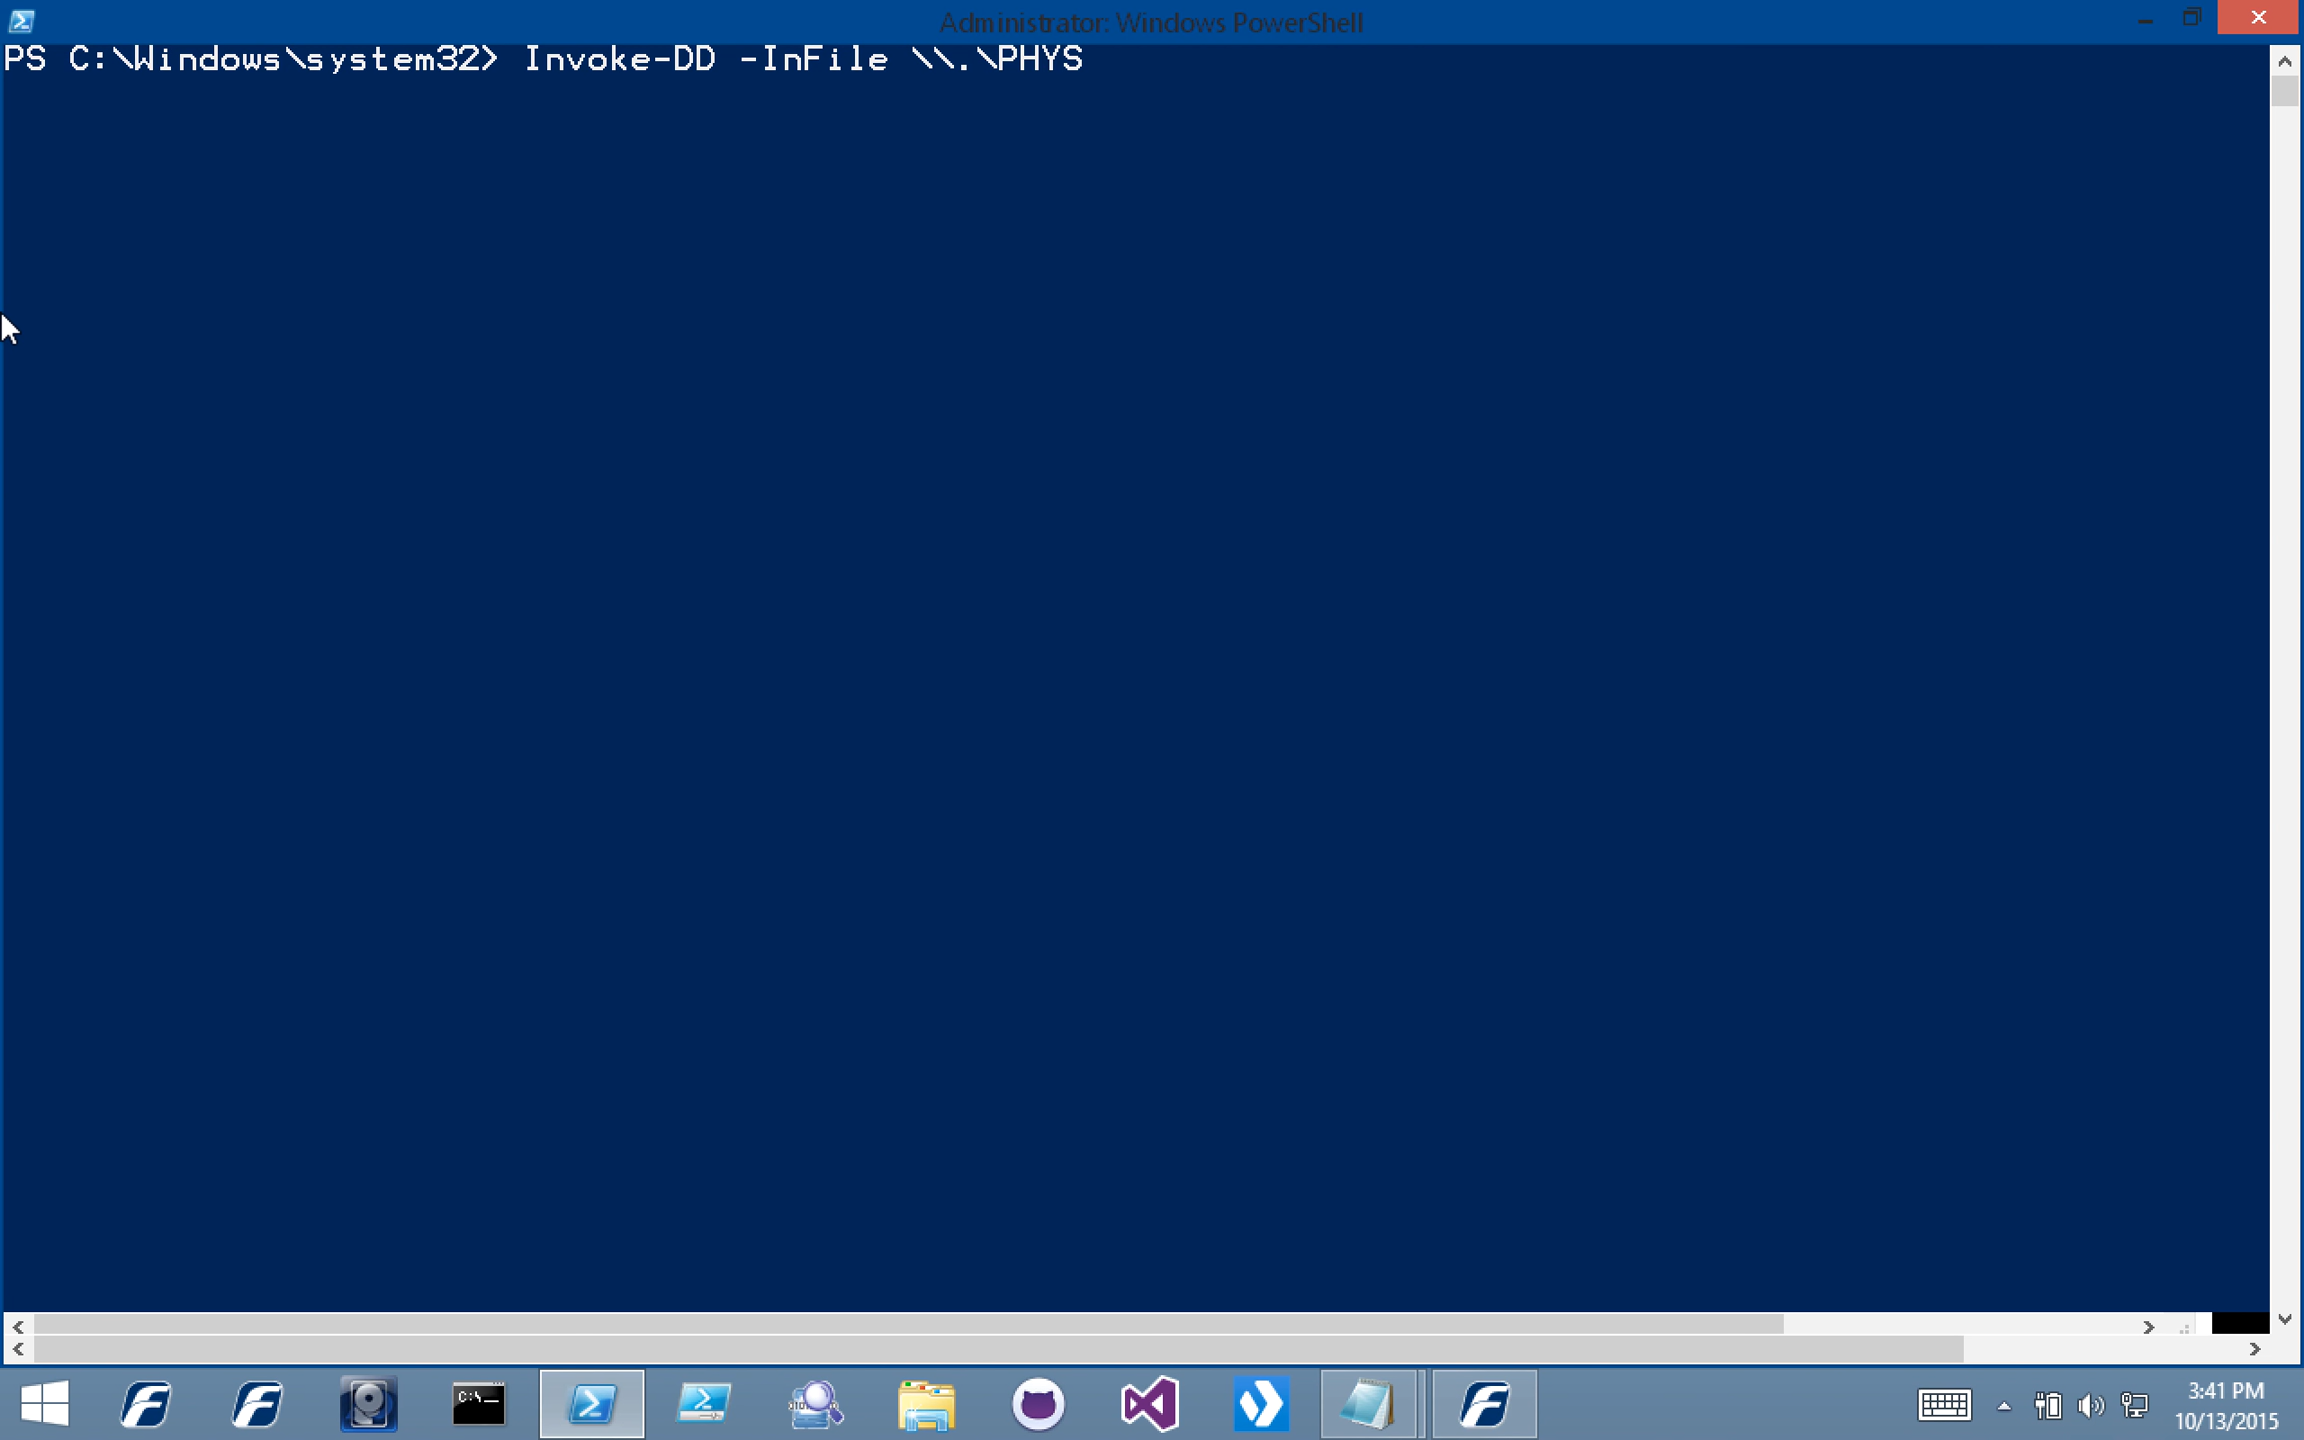 Administrator: Windows PowerShell
PS C:\Windows\system32> Invoke-DD -InFile \\.\PHYS
C:\_
3:41 PM
10/13/2015